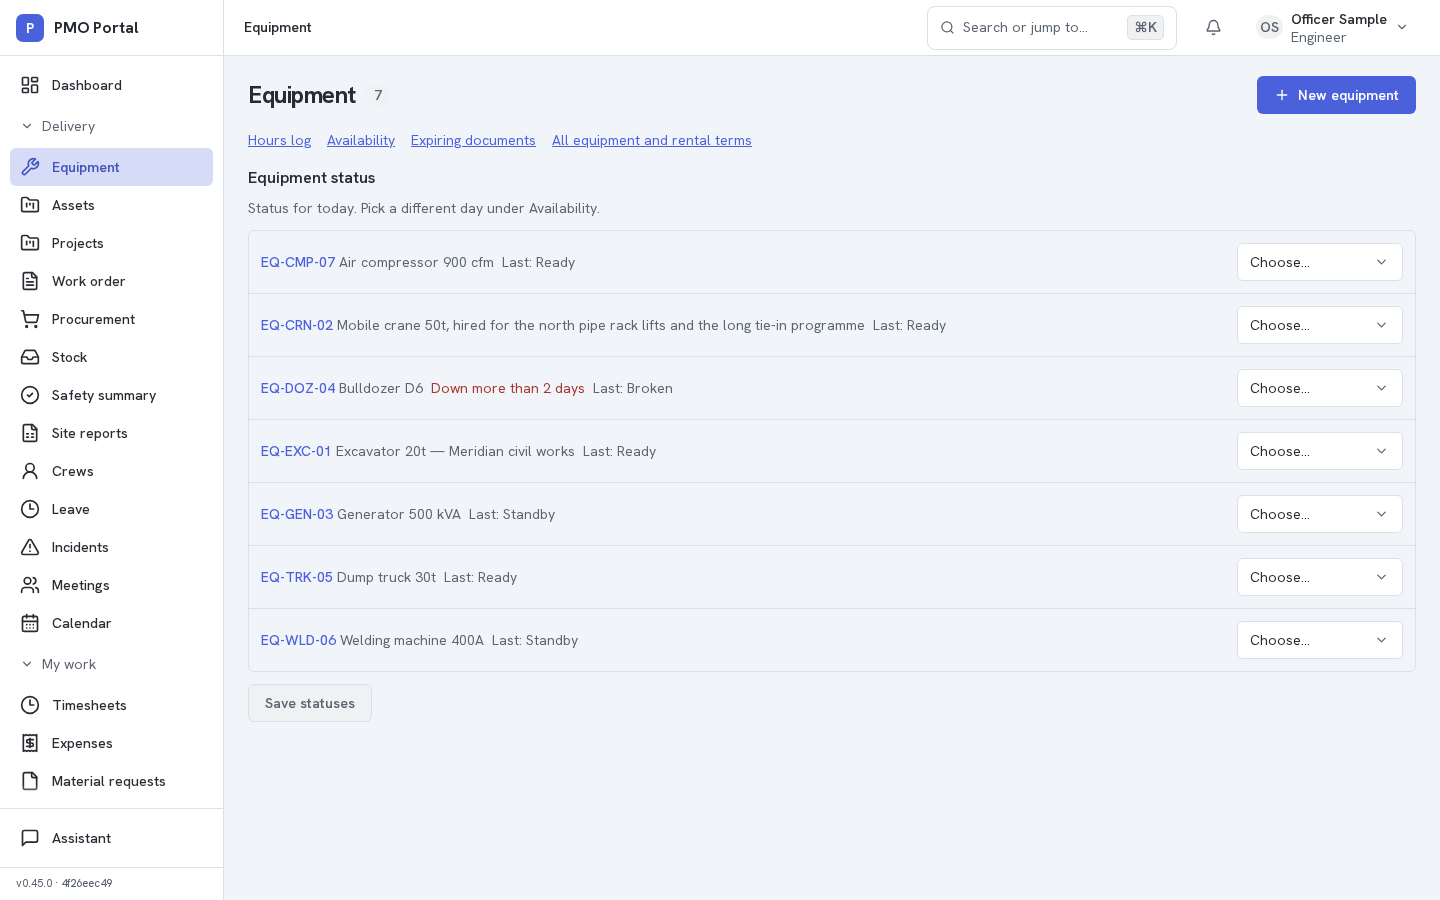 P PMO Portal
Equipment
Search or jump to...
⌘K
OS
Officer Sample
Engineer
Dashboard
Delivery
Equipment
Assets
Projects
Work order
Procurement
Stock
Safety summary
Site reports
Crews
Leave
Incidents
Meetings
Calendar
My work
Timesheets
Expenses
Material requests
Assistant
v0.45.0 · 4f26eec49
Equipment 7
New equipment
Hours log Availability Expiring documents All equipment and rental terms
Equipment status
Status for today. Pick a different day under Availability.
EQ-CMP-07 Air compressor 900 cfm Last: Ready Choose...
EQ-CRN-02 Mobile crane 50t, hired for the north pipe rack lifts and the long tie-in programme Last: Ready Choose...
EQ-DOZ-04 Bulldozer D6 Down more than 2 days Last: Broken Choose...
EQ-EXC-01 Excavator 20t — Meridian civil works Last: Ready Choose...
EQ-GEN-03 Generator 500 kVA Last: Standby Choose...
EQ-TRK-05 Dump truck 30t Last: Ready Choose...
EQ-WLD-06 Welding machine 400A Last: Standby Choose...
Save statuses